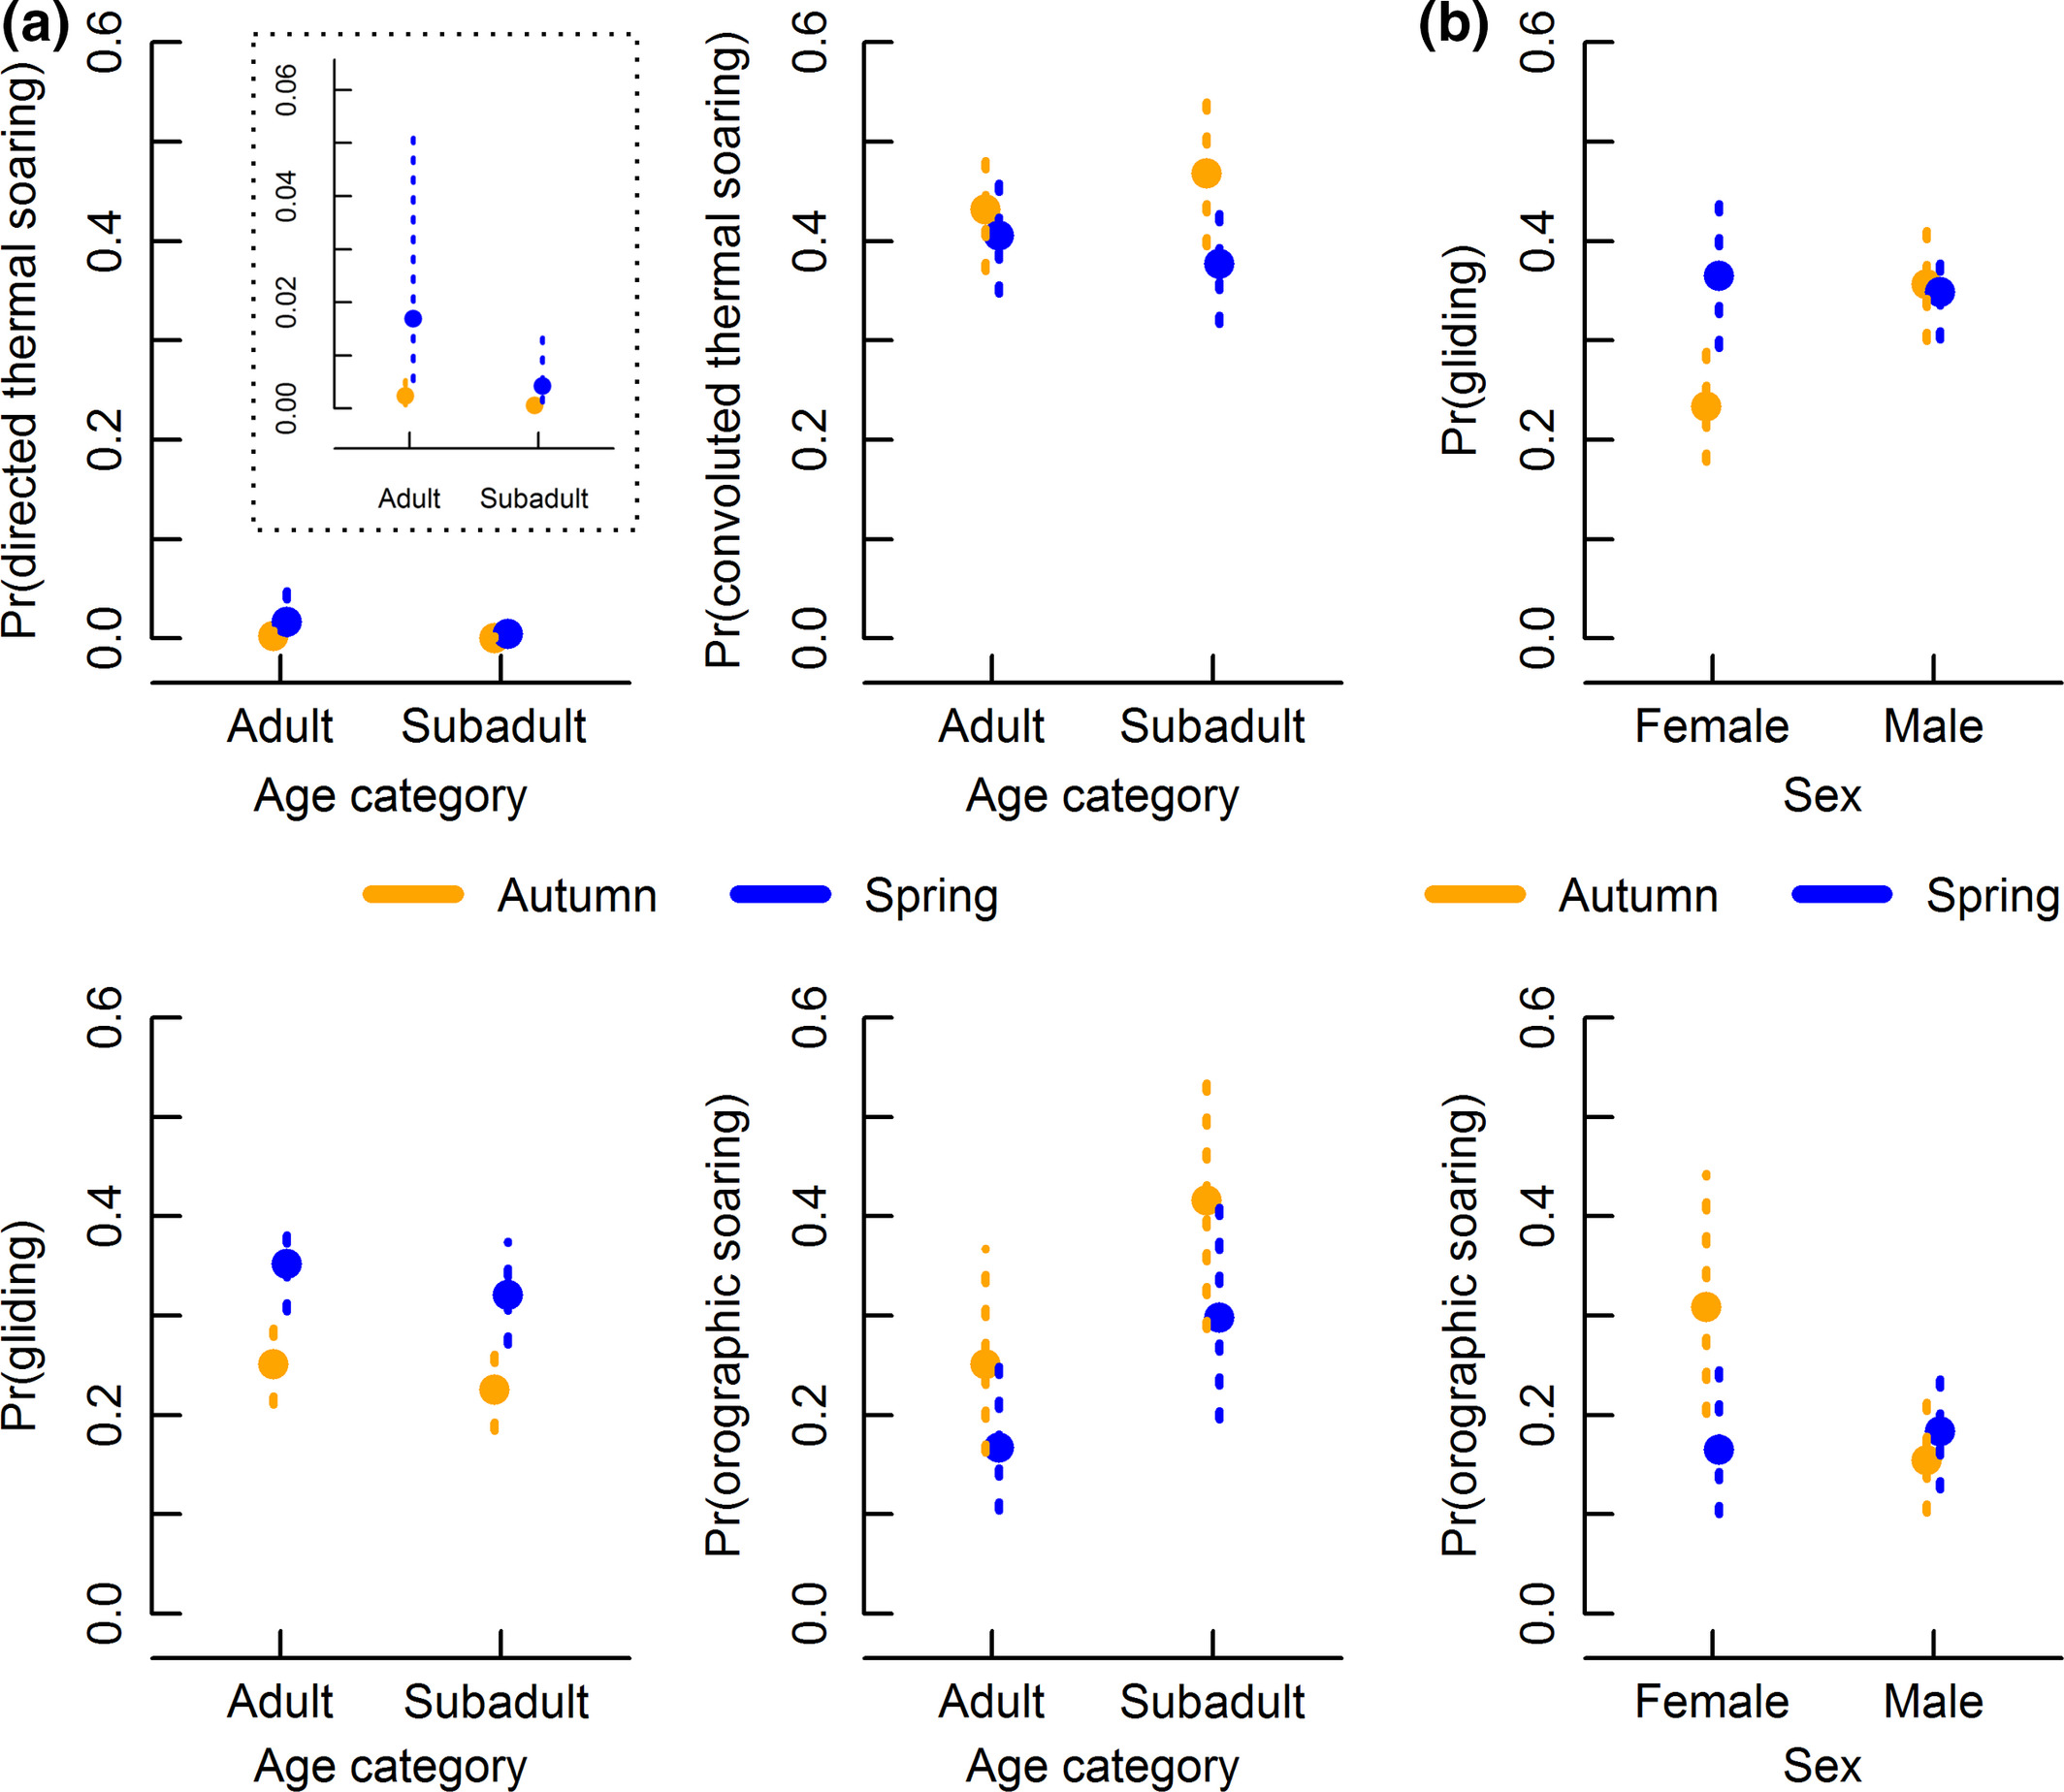 (a)
Pr(directed thermal soaring)
0.0 0.2 0.4 0.6
0.00 0.02 0.04 0.06
Adult Subadult
Adult Subadult
Age category
Pr(convoluted thermal soaring)
0.0 0.2 0.4 0.6
Adult Subadult
Age category
(b)
Pr(gliding)
0.0 0.2 0.4 0.6
Female Male
Sex
Autumn Spring
Autumn Spring
Pr(gliding)
0.0 0.2 0.4 0.6
Adult Subadult
Age category
Pr(orographic soaring)
0.0 0.2 0.4 0.6
Adult Subadult
Age category
Pr(orographic soaring)
0.0 0.2 0.4 0.6
Female Male
Sex